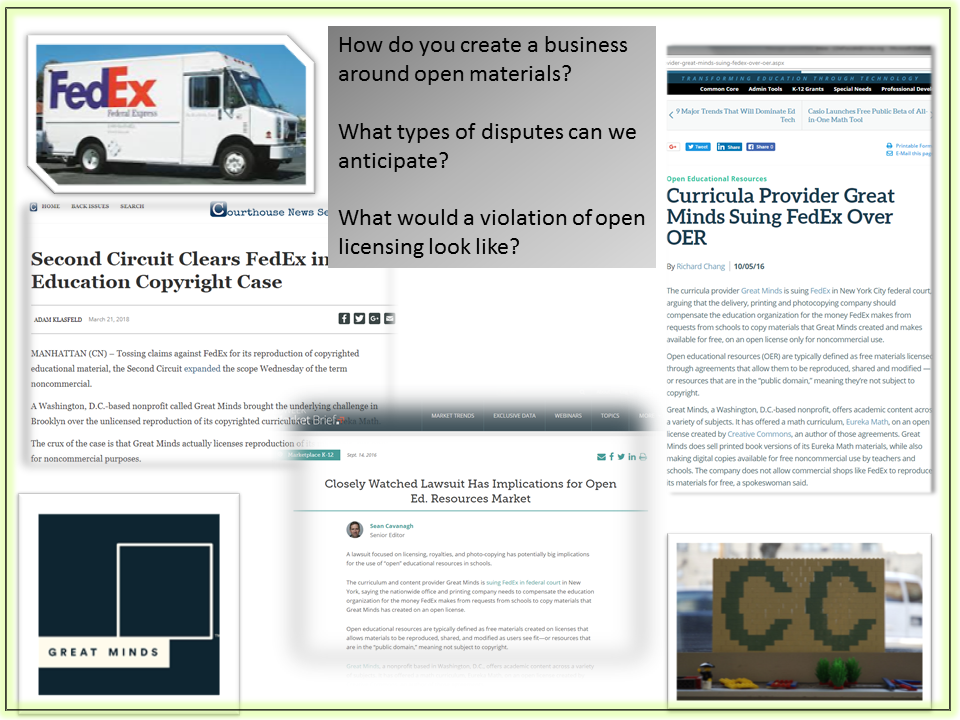 FedEx
Federal Express
How do you create a business
around open materials?
What types of disputes can we
anticipate?
What would a violation of open
licensing look like?
HOME BACK ISSUES SEARCH
Courthouse News Se
Second Circuit Clears FedEx in
Education Copyright Case
ADAM KLASFELD March 21, 2018
MANHATTAN (CN) – Tossing claims against FedEx for its reproduction of copyrighted
educational material, the Second Circuit expanded the scope Wednesday of the term
noncommercial.
A Washington, D.C.-based nonprofit called Great Minds brought the underlying challenge in
Brooklyn over the unlicensed reproduction of its copyrighted curriculum, Eureka Math.
The crux of the case is that Great Minds actually licenses reproduction of its
for noncommercial purposes.
vider-great-minds-suing-fedex-over-oer.aspx
TRANSFORMING EDUCATION THROUGH TECHNOLOGY
Common Core Admin Tools K-12 Grants Special Needs Professional Deve
9 Major Trends That Will Dominate Ed
Tech
Casio Launches Free Public Beta of All-
in-One Math Tool
G+ Tweet in Share Share 0
Printable Form
E-Mail this pag
Open Educational Resources
Curricula Provider Great
Minds Suing FedEx Over
OER
By Richard Chang | 10/05/16
The curricula provider Great Minds is suing FedEx in New York City federal court,
arguing that the delivery, printing and photocopying company should
compensate the education organization for the money FedEx makes from
requests from schools to copy materials that Great Minds created and makes
available for free, on an open license only for noncommercial use.
Open educational resources (OER) are typically defined as free materials license
through agreements that allow them to be reproduced, shared and modified —
or resources that are in the "public domain," meaning they're not subject to
copyright.
Great Minds, a Washington, D.C.-based nonprofit, offers academic content acros
a variety of subjects. It has offered a math curriculum, Eureka Math, on an open
license created by Creative Commons, an author of those agreements. Great
Minds does sell printed book versions of its Eureka Math materials, while also
making digital copies available for free noncommercial use by teachers and
schools. The company does not allow commercial shops like FedEx to reproduce
its materials for free, a spokeswoman said.
rket Brief
MARKET TRENDS EXCLUSIVE DATA WEBINARS TOPICS MO
Marketplace K-12 Sept. 14, 2016
Closely Watched Lawsuit Has Implications for Open
Ed. Resources Market
Sean Cavanagh
Senior Editor
A lawsuit focused on licensing, royalties, and photo-copying has potentially big implications
for the use of "open" educational resources in schools.
The curriculum and content provider Great Minds is suing FedEx in federal court in New
York, saying the nationwide office and printing company needs to compensate the education
organization for the money FedEx makes from requests from schools to copy materials that
Great Minds has created on an open license.
Open educational resources are typically defined as free materials created on licenses that
allows materials to be reproduced, shared, and modified as users see fit—or resources that
are in the "public domain," meaning not subject to copyright.
Great Minds, a nonprofit based in Washington, D.C., offers academic content across a variety
GREAT MINDS
CC